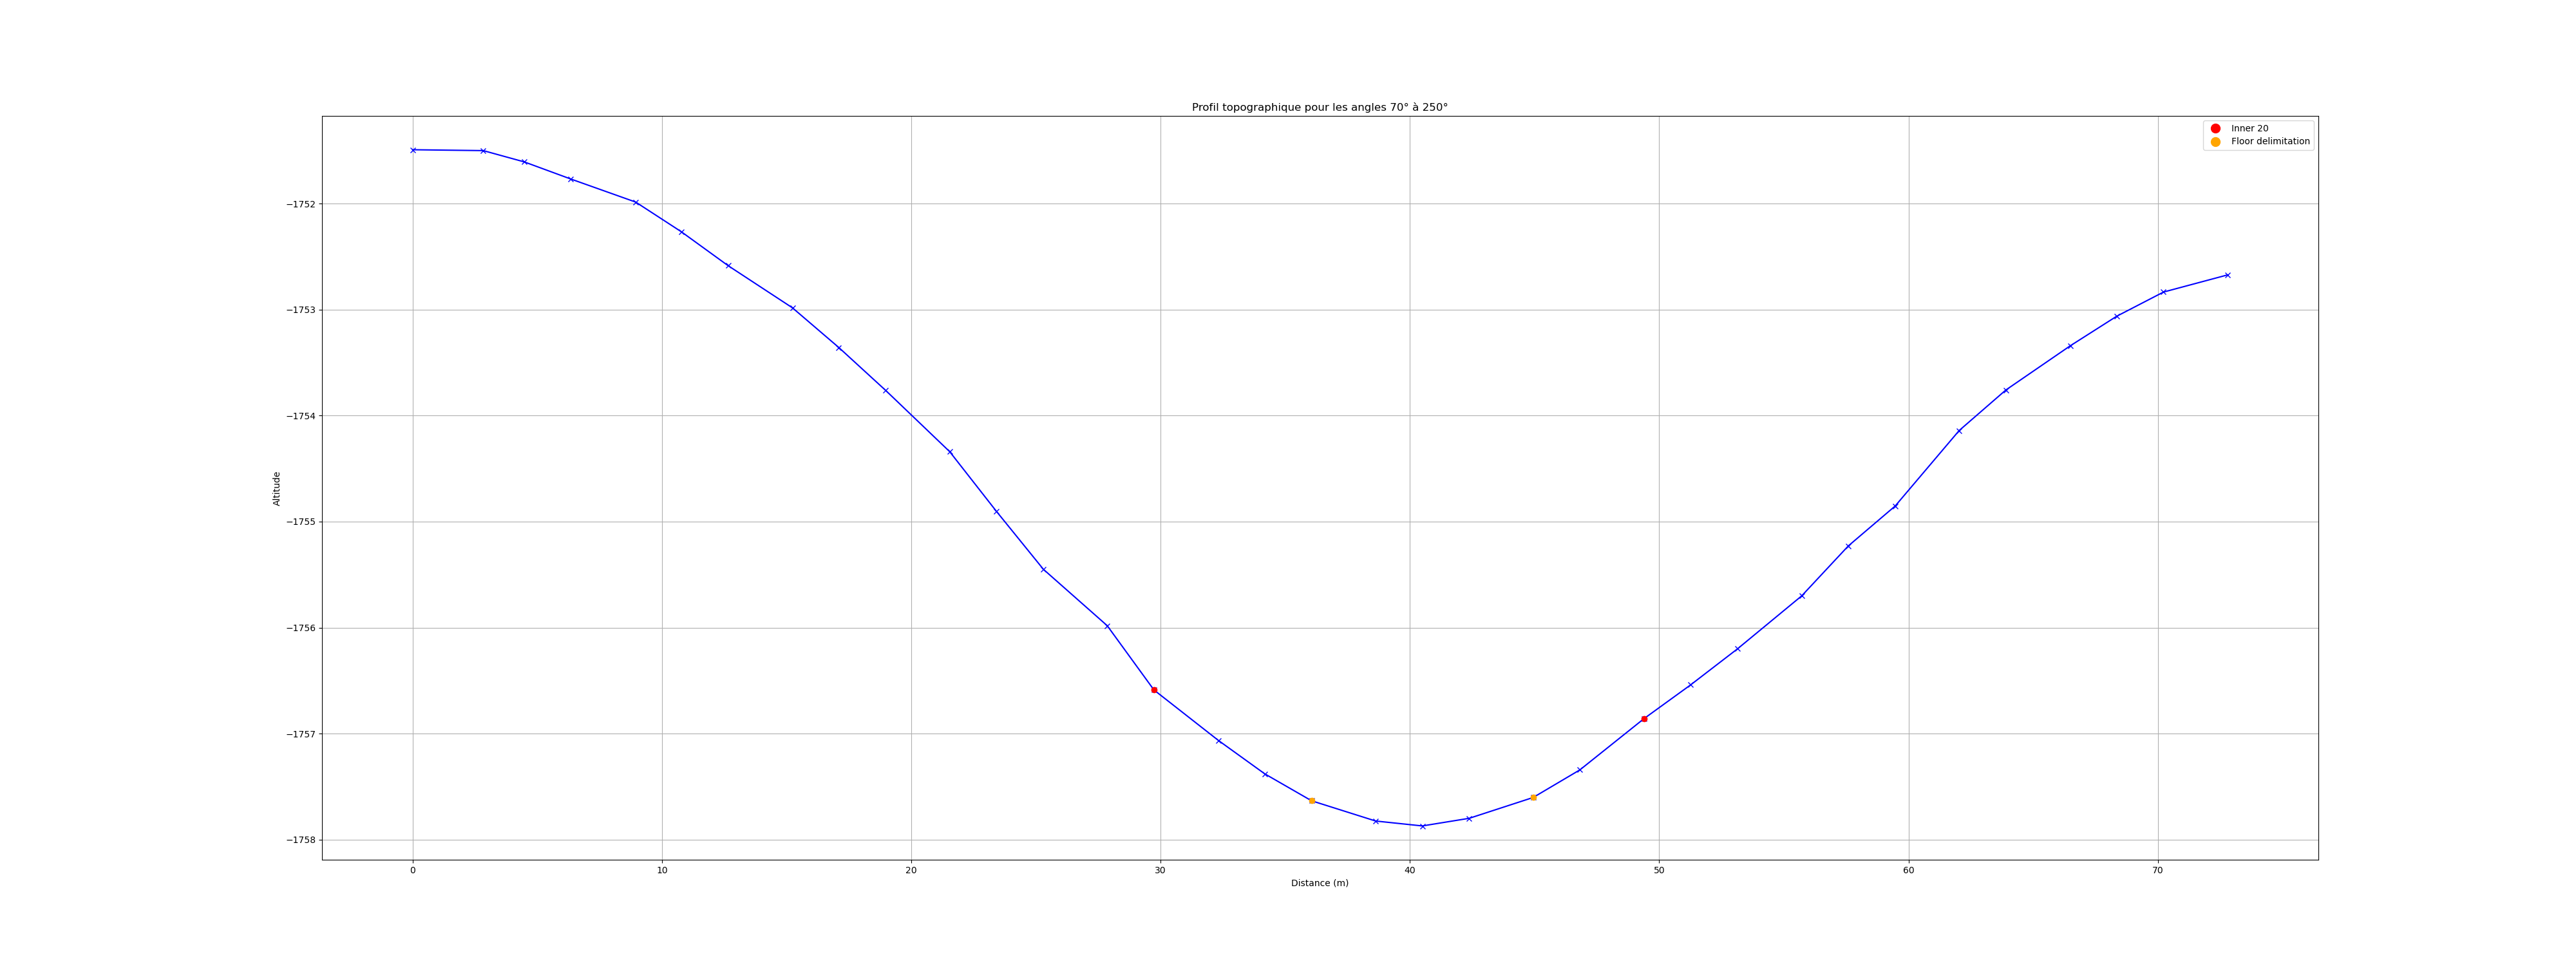 Profil topographique pour les angles 70° à 250°
Inner 20
Floor delimitation
Altitude
−1752
−1753
−1754
−1755
−1756
−1757
−1758
0 10 20 30 40 50 60 70
Distance (m)